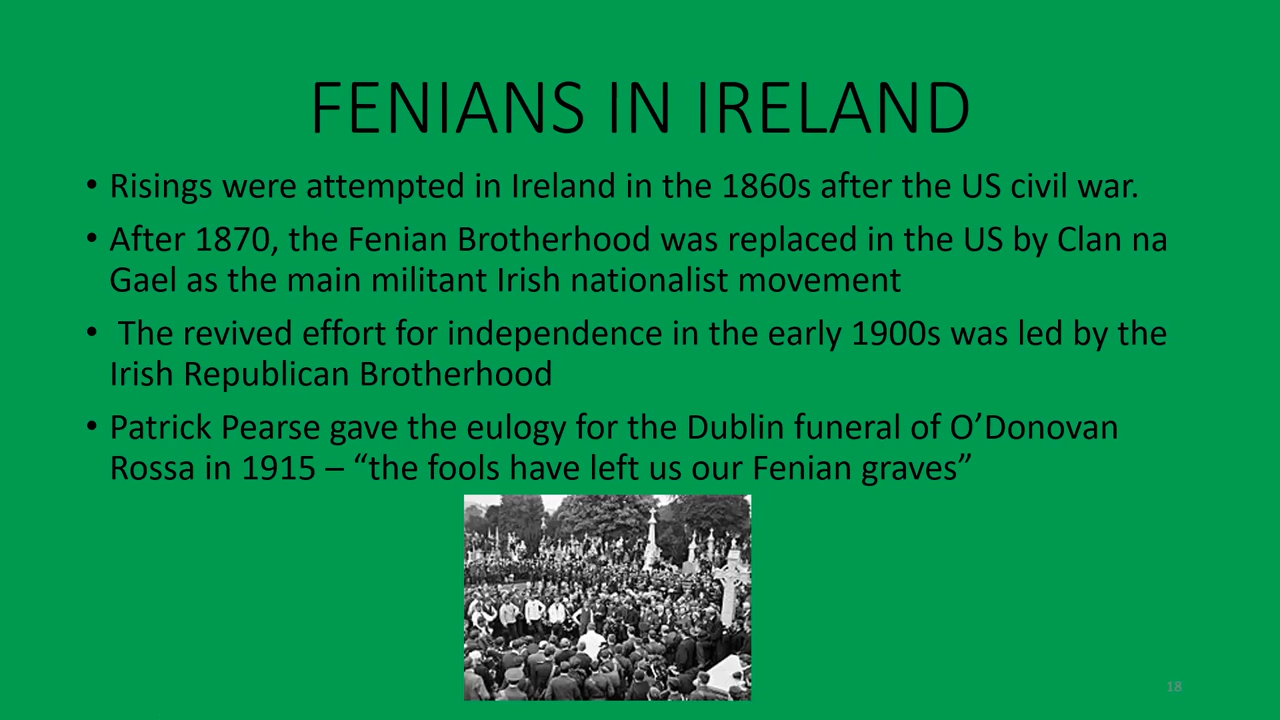 FENIANS IN IRELAND
• Risings were attempted in Ireland in the 1860s after the US civil war.
• After 1870, the Fenian Brotherhood was replaced in the US by Clan na
Gael as the main militant Irish nationalist movement
• The revived effort for independence in the early 1900s was led by the
Irish Republican Brotherhood
• Patrick Pearse gave the eulogy for the Dublin funeral of O’Donovan
Rossa in 1915 – “the fools have left us our Fenian graves”
18